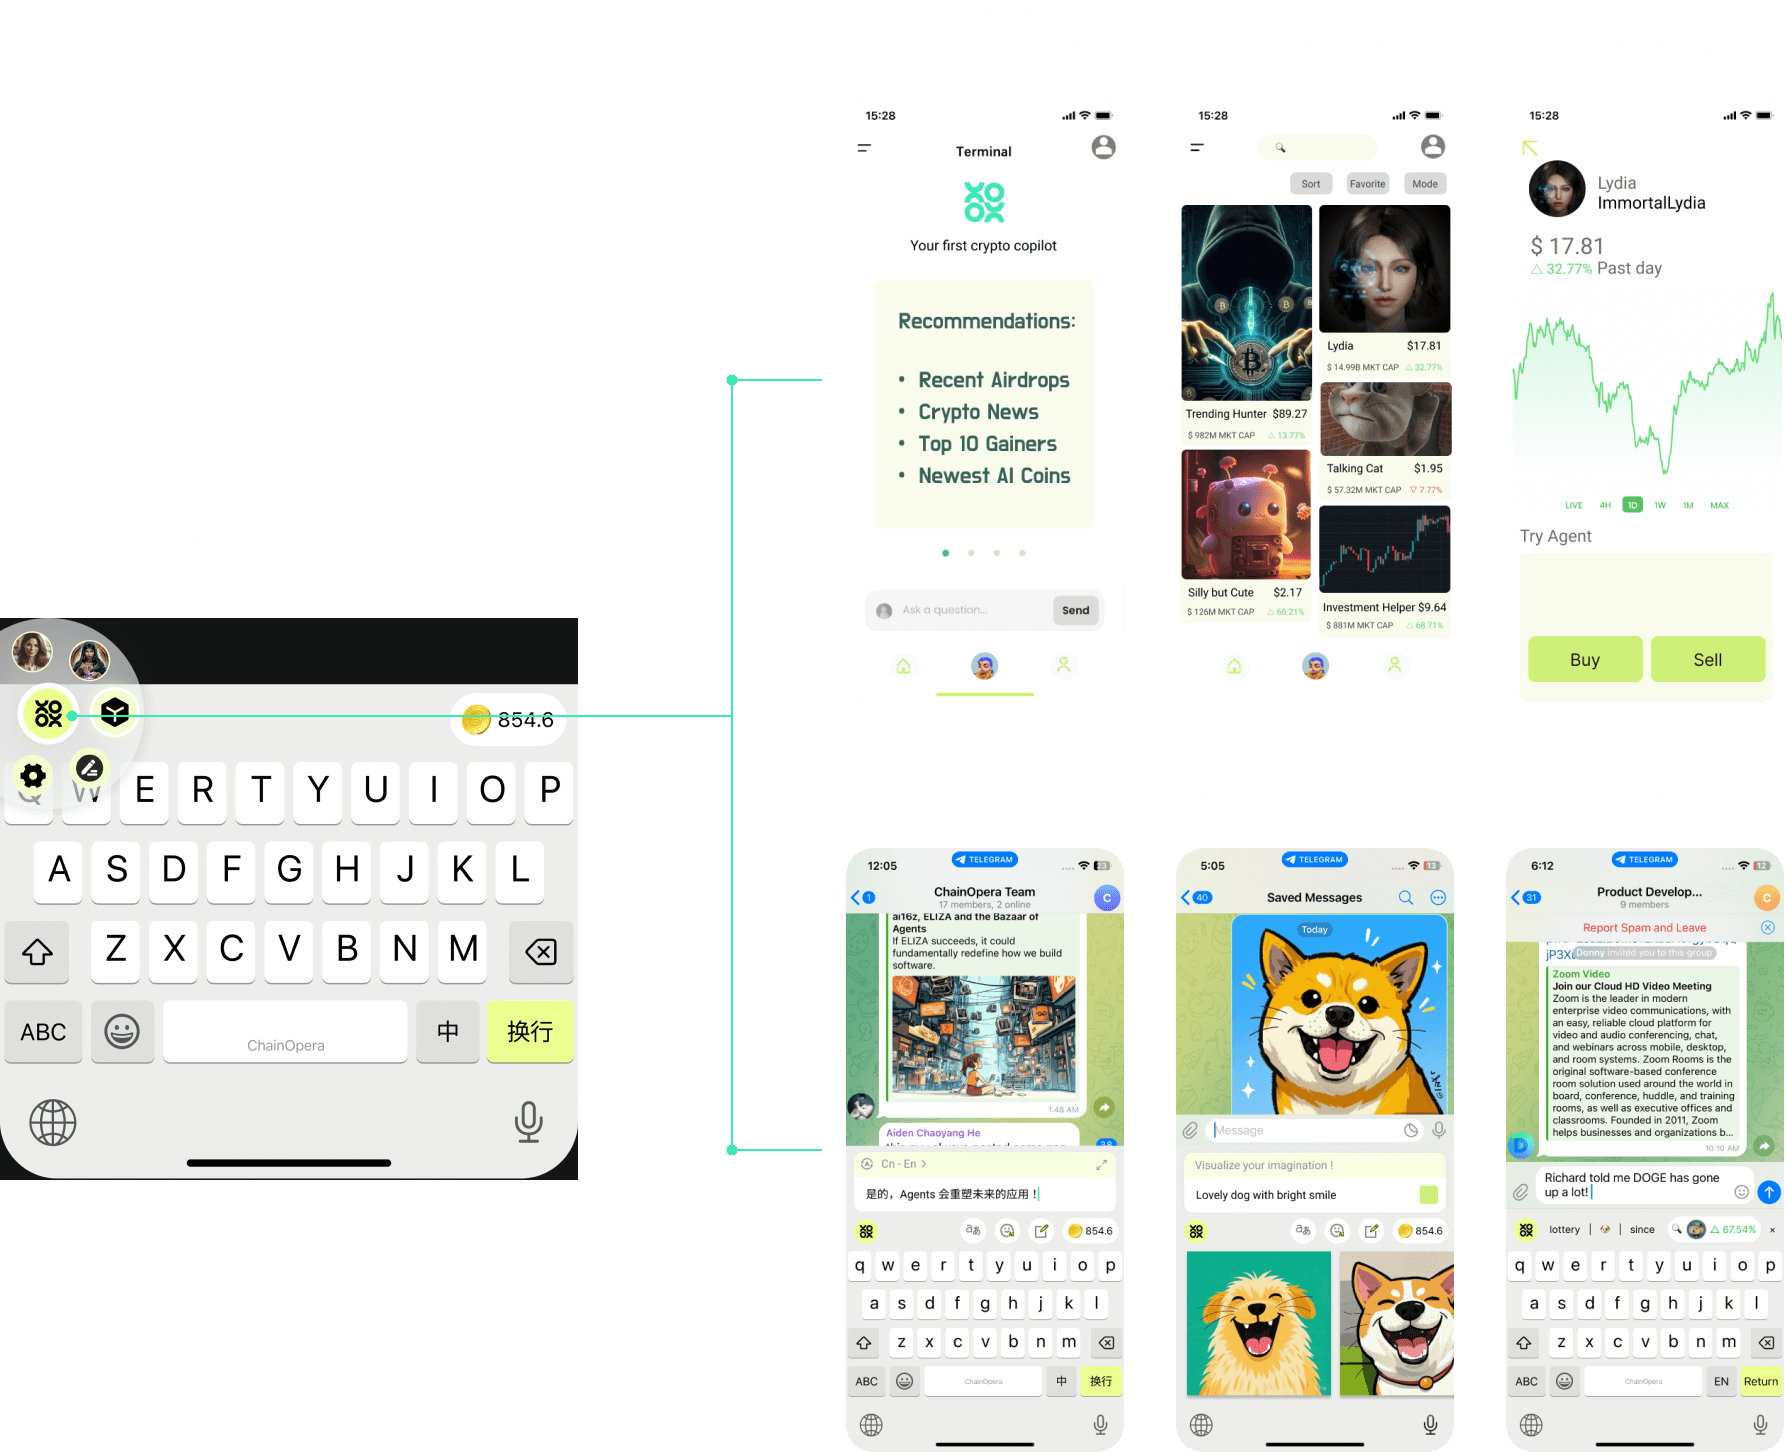 15:28
Terminal
Your first crypto copilot
Recommendations:
• Recent Airdrops
• Crypto News
• Top 10 Gainers
• Newest AI Coins
Ask a question...
Send
15:28
Sort
Favorite
Mode
Trending Hunter $89.27
$ 982M MKT CAP △ 13.77%
Silly but Cute $2.17
$ 126M MKT CAP △ 66.21%
Lydia $17.81
$ 14.99B MKT CAP △ 32.77%
Talking Cat $1.95
$ 57.32M MKT CAP ▽ 7.77%
Investment Helper $9.64
$ 881M MKT CAP △ 68.71%
15:28
Lydia
ImmortalLydia
$ 17.81
△ 32.77% Past day
LIVE 4H 1D 1W 1M MAX
Try Agent
Buy
Sell
854.6
Q W E R T Y U I O P
A S D F G H J K L
Z X C V B N M
ABC
ChainOpera
中
换行
12:05
TELEGRAM
23
1
ChainOpera Team
17 members, 2 online
C
ai16z, ELIZA and the Bazaar of
Agents
If ELIZA succeeds, it could
fundamentally redefine how we build
software.
1:48 AM
Aiden Chaoyang He
38
Cn - En >
是的，Agents 会重塑未来的应用！
854.6
q w e r t y u i o p
a s d f g h j k l
z x c v b n m
ABC
ChainOpera
中
换行
5:05
TELEGRAM
13
40
Saved Messages
Today
Message
Visualize your imagination !
Lovely dog with bright smile
854.6
6:12
TELEGRAM
12
31
Product Develop...
9 members
C
Report Spam and Leave
Donny invited you to this group
Zoom Video
Join our Cloud HD Video Meeting
Zoom is the leader in modern
enterprise video communications, with
an easy, reliable cloud platform for
video and audio conferencing, chat,
and webinars across mobile, desktop,
and room systems. Zoom Rooms is the
original software-based conference
room solution used around the world in
board, conference, huddle, and training
rooms, as well as executive offices and
classrooms. Founded in 2011, Zoom
helps businesses and organizations b...
10:10 AM
Richard told me DOGE has gone
up a lot!
lottery | | since
△ 67.54% ×
q w e r t y u i o p
a s d f g h j k l
z x c v b n m
ABC
ChainOpera
EN
Return